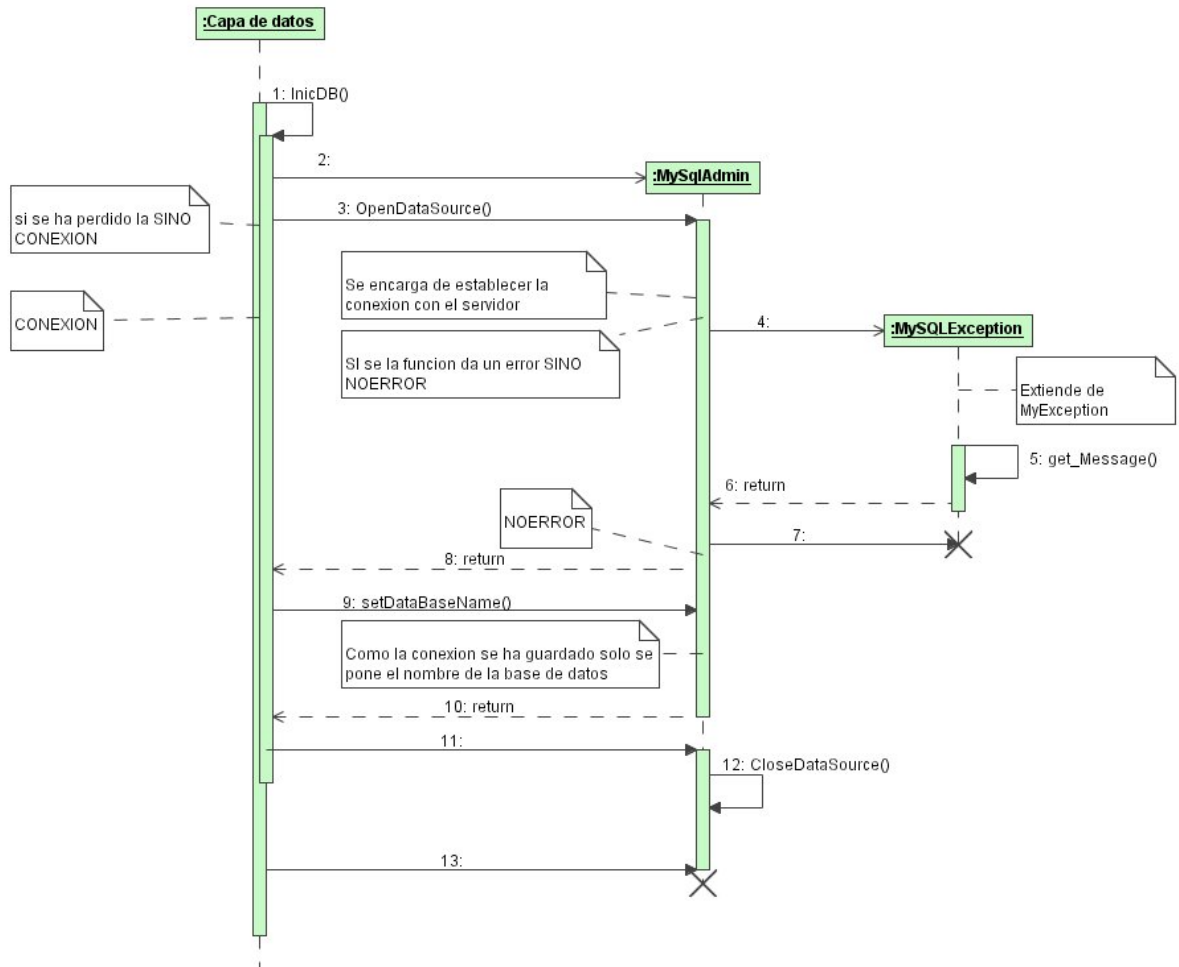 :Capa de datos
1: InicDB()
2:
:MySqlAdmin
si se ha perdido la SINO
CONEXION
3: OpenDataSource()
Se encarga de establecer la
conexion con el servidor
CONEXION
4:
:MySQLException
SI se la funcion da un error SINO
NOERROR
Extiende de
MyException
5: get_Message()
6: return
NOERROR
7:
8: return
9: setDataBaseName()
Como la conexion se ha guardado solo se
pone el nombre de la base de datos
10: return
11:
12: CloseDataSource()
13: